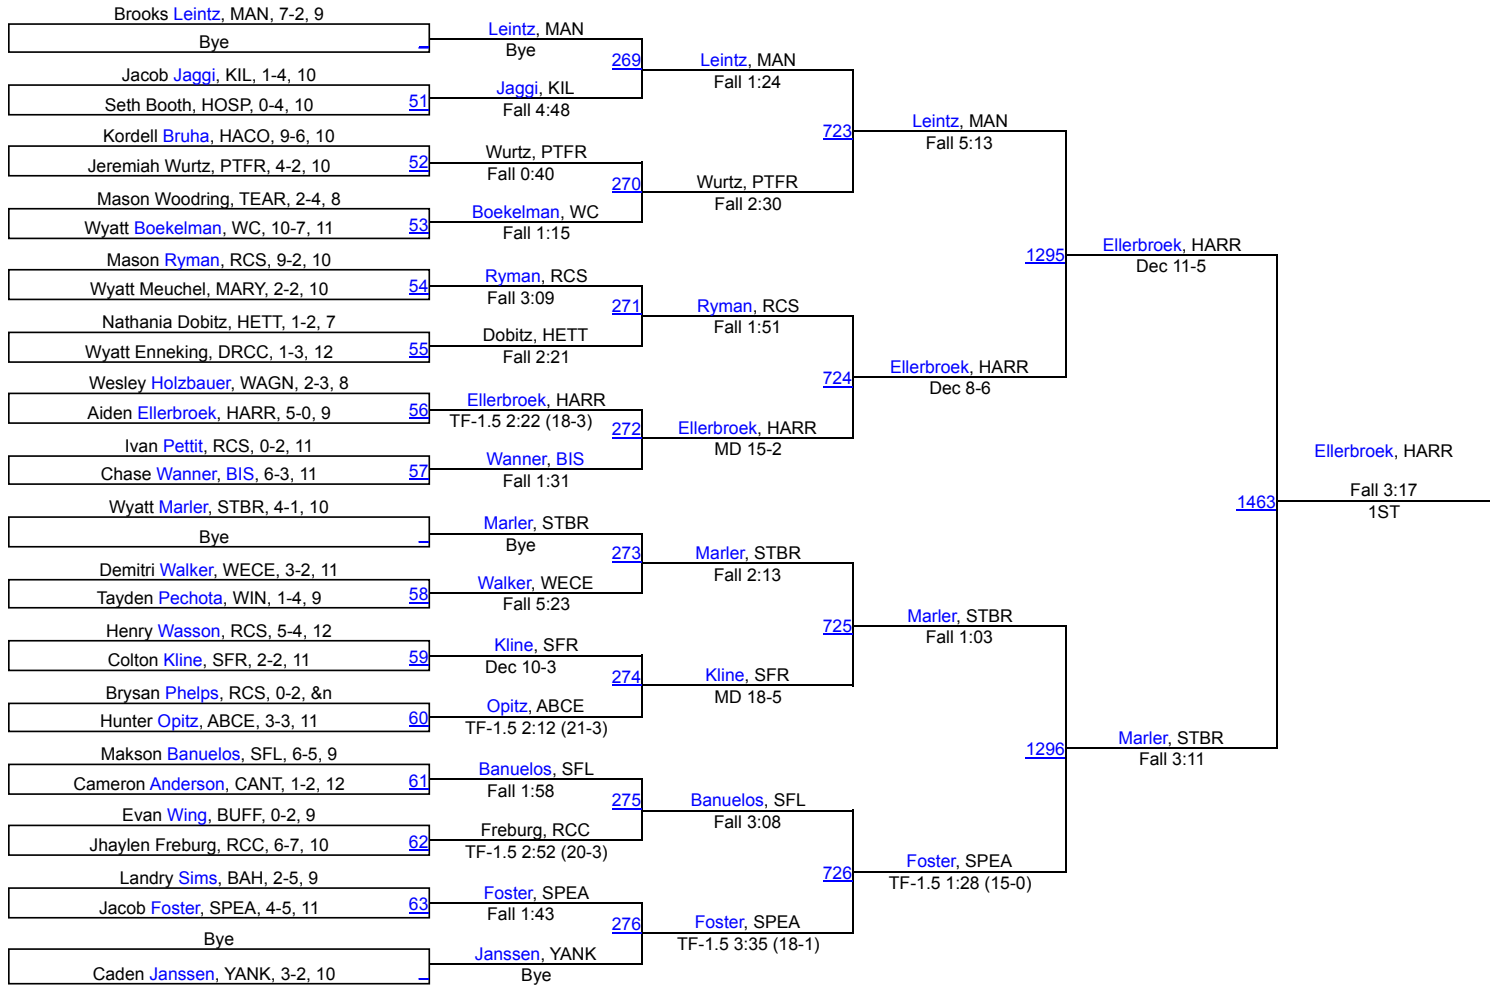 Brooks Leintz, MAN, 7-2, 9
Bye
Jacob Jaggi, KIL, 1-4, 10
Seth Booth, HOSP, 0-4, 10
51
Kordell Bruha, HACO, 9-6, 10
Jeremiah Wurtz, PTFR, 4-2, 10
52
Mason Woodring, TEAR, 2-4, 8
Wyatt Boekelman, WC, 10-7, 11
53
Mason Ryman, RCS, 9-2, 10
Wyatt Meuchel, MARY, 2-2, 10
54
Nathania Dobitz, HETT, 1-2, 7
Wyatt Enneking, DRCC, 1-3, 12
55
Wesley Holzbauer, WAGN, 2-3, 8
Aiden Ellerbroek, HARR, 5-0, 9
56
Ivan Pettit, RCS, 0-2, 11
Chase Wanner, BIS, 6-3, 11
57
Wyatt Marler, STBR, 4-1, 10
Bye
Demitri Walker, WECE, 3-2, 11
Tayden Pechota, WIN, 1-4, 9
58
Henry Wasson, RCS, 5-4, 12
Colton Kline, SFR, 2-2, 11
59
Brysan Phelps, RCS, 0-2, &n
Hunter Opitz, ABCE, 3-3, 11
60
Makson Banuelos, SFL, 6-5, 9
Cameron Anderson, CANT, 1-2, 12
61
Evan Wing, BUFF, 0-2, 9
Jhaylen Freburg, RCC, 6-7, 10
62
Landry Sims, BAH, 2-5, 9
Jacob Foster, SPEA, 4-5, 11
63
Bye
Caden Janssen, YANK, 3-2, 10
Leintz, MAN
Bye
269
Jaggi, KIL
Fall 4:48
Wurtz, PTFR
Fall 0:40
270
Boekelman, WC
Fall 1:15
Ryman, RCS
Fall 3:09
271
Dobitz, HETT
Fall 2:21
Ellerbroek, HARR
TF-1.5 2:22 (18-3)
272
Wanner, BIS
Fall 1:31
Marler, STBR
Bye
273
Walker, WECE
Fall 5:23
Kline, SFR
Dec 10-3
274
Opitz, ABCE
TF-1.5 2:12 (21-3)
Banuelos, SFL
Fall 1:58
275
Freburg, RCC
TF-1.5 2:52 (20-3)
Foster, SPEA
Fall 1:43
276
Janssen, YANK
Bye
Leintz, MAN
Fall 1:24
723
Wurtz, PTFR
Fall 2:30
Ryman, RCS
Fall 1:51
724
Ellerbroek, HARR
MD 15-2
Marler, STBR
Fall 2:13
725
Kline, SFR
MD 18-5
Banuelos, SFL
Fall 3:08
726
Foster, SPEA
TF-1.5 3:35 (18-1)
Leintz, MAN
Fall 5:13
1295
Ellerbroek, HARR
Dec 8-6
Marler, STBR
Fall 1:03
1296
Foster, SPEA
TF-1.5 1:28 (15-0)
Ellerbroek, HARR
Dec 11-5
1463
Marler, STBR
Fall 3:11
Ellerbroek, HARR
Fall 3:17
1ST